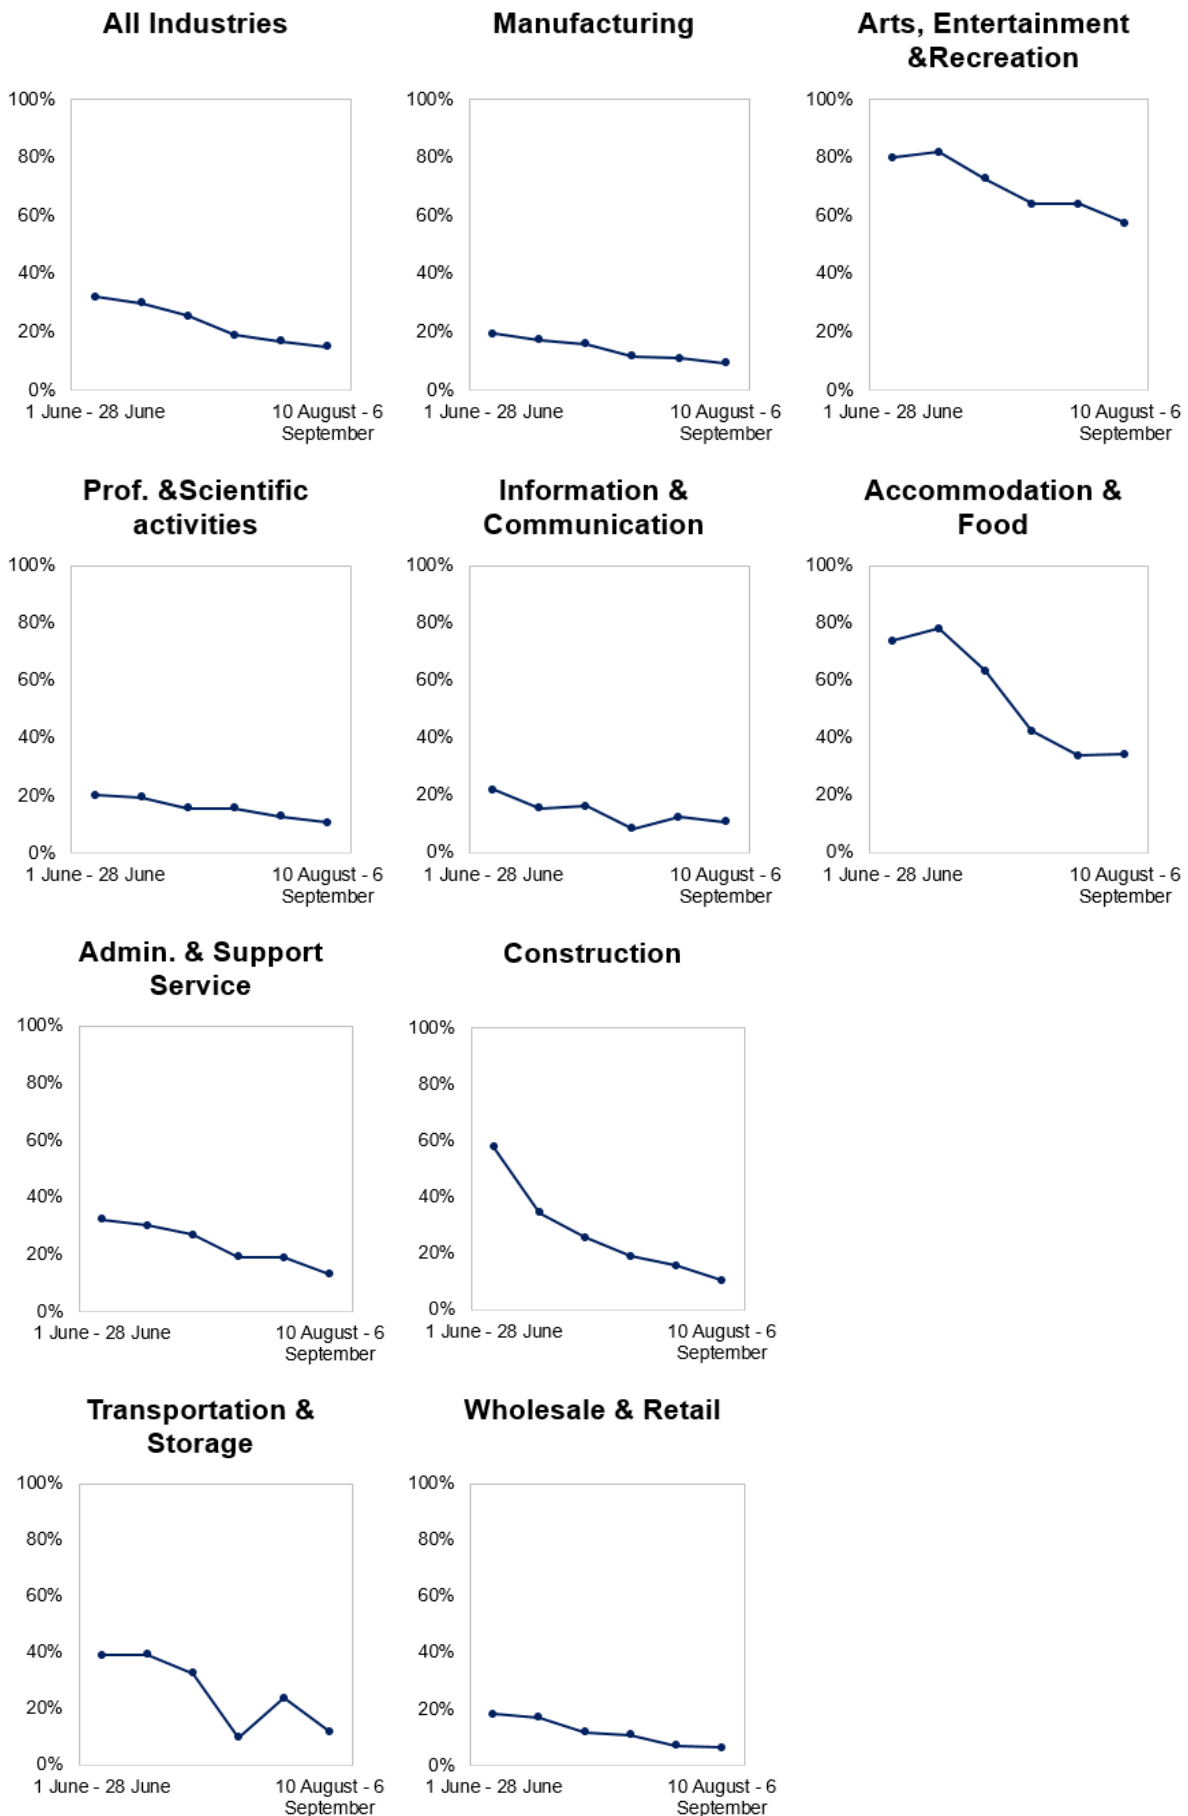 All Industries
100%
80%
60%
40%
20%
0%
1 June - 28 June
10 August - 6
September
Manufacturing
100%
80%
60%
40%
20%
0%
1 June - 28 June
10 August - 6
September
Arts, Entertainment
&Recreation
100%
80%
60%
40%
20%
0%
1 June - 28 June
10 August - 6
September
Prof. &Scientific
activities
100%
80%
60%
40%
20%
0%
1 June - 28 June
10 August - 6
September
Information &
Communication
100%
80%
60%
40%
20%
0%
1 June - 28 June
10 August - 6
September
Accommodation &
Food
100%
80%
60%
40%
20%
0%
1 June - 28 June
10 August - 6
September
Admin. & Support
Service
100%
80%
60%
40%
20%
0%
1 June - 28 June
10 August - 6
September
Construction
100%
80%
60%
40%
20%
0%
1 June - 28 June
10 August - 6
September
Transportation &
Storage
100%
80%
60%
40%
20%
0%
1 June - 28 June
10 August - 6
September
Wholesale & Retail
100%
80%
60%
40%
20%
0%
1 June - 28 June
10 August - 6
September